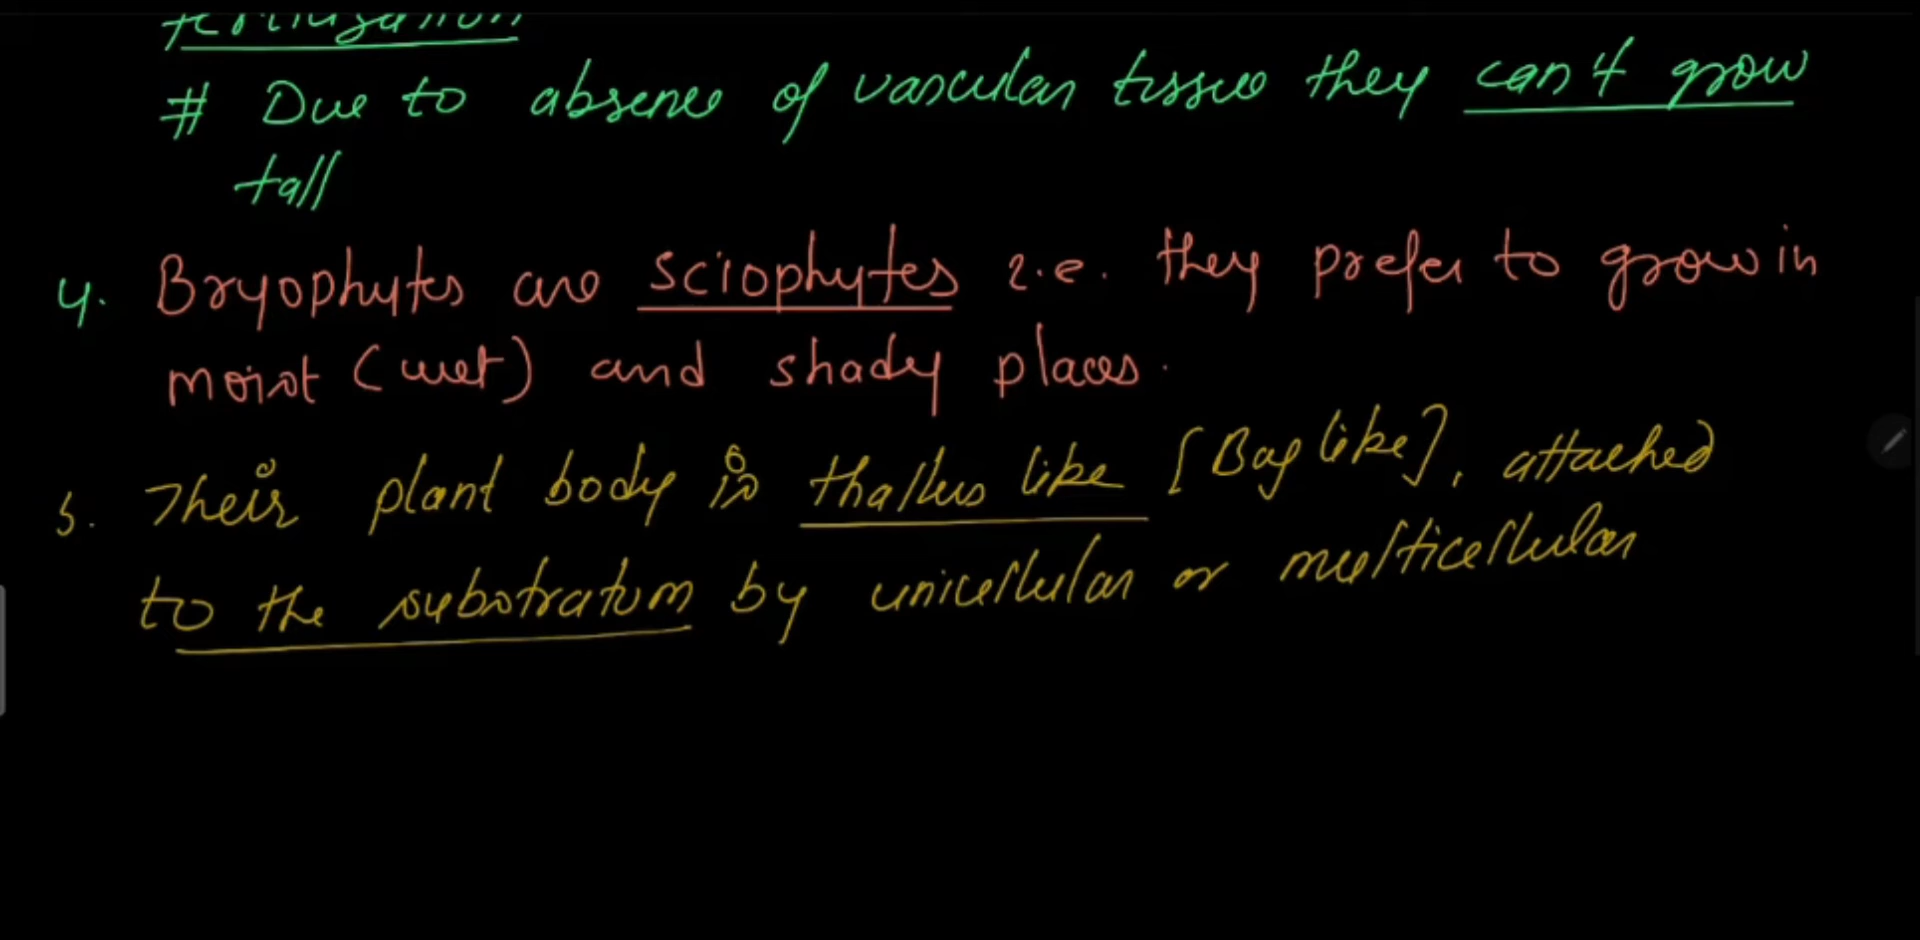 fertilization
# Due to absence of vascular tissue they can't grow
tall
4. Bryophytes are sciophytes i.e. they prefer to grow in
moist (wet) and shady places.
5. Their plant body is thallus like [Bag like], attached
to the substratum by unicellular or multicellular